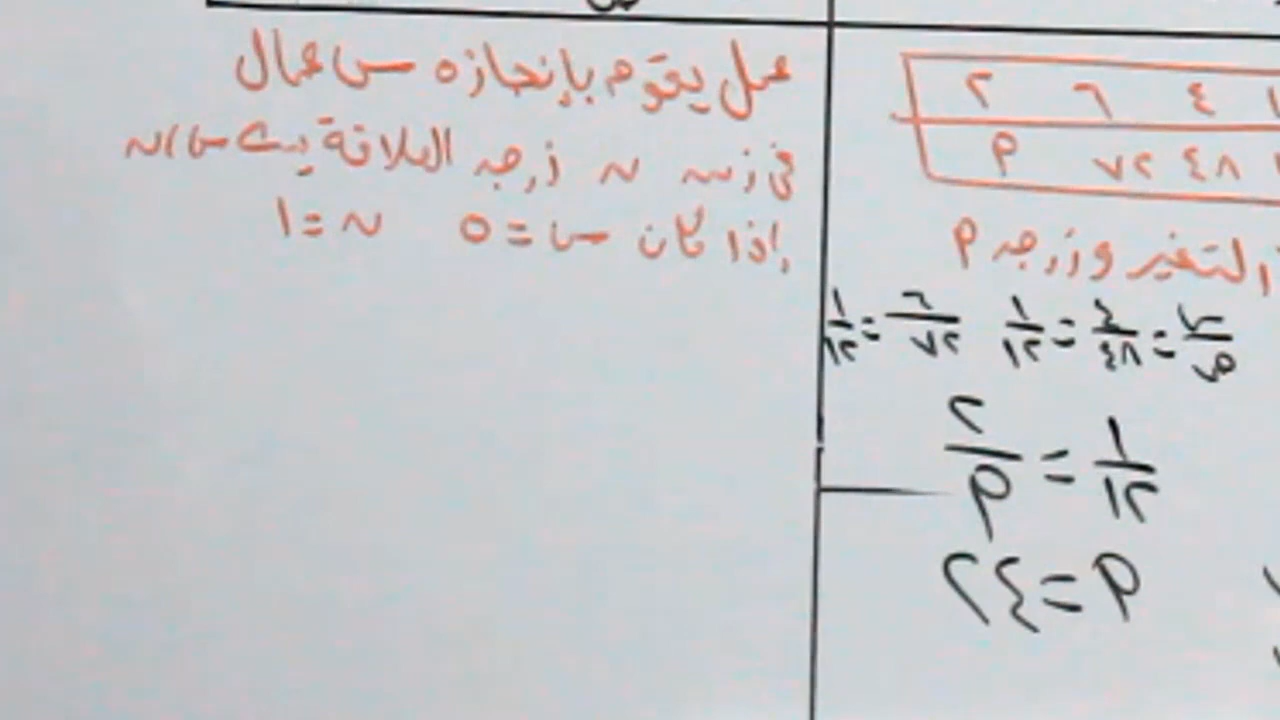 ٢ ٦ ٤
م ٧٢ ٤٨
التغير وزوجد م
س/ص = ٤/٤٨ = ١/١٢ ٦/٧٢ = ١/١٢
١/١٢ = ٢/م
م = ٢٤
عمل يقوم بإنجازه س عمال
في زمن ن أوجد العلاقة بين س، ن
إذا كان س = ٥ ن = ١